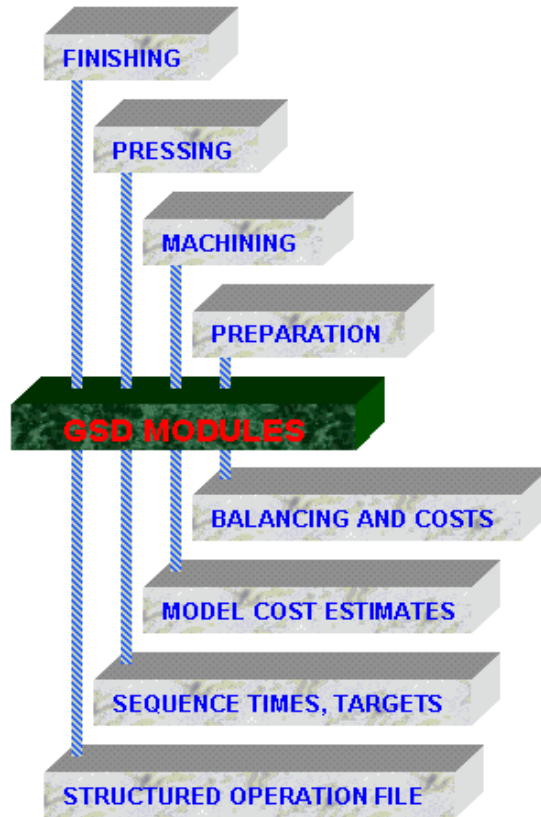 FINISHING
PRESSING
MACHINING
PREPARATION
GSD MODULES
BALANCING AND COSTS
MODEL COST ESTIMATES
SEQUENCE TIMES, TARGETS
STRUCTURED OPERATION FILE